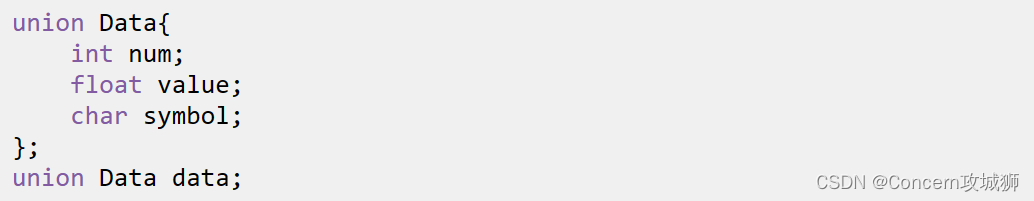 union Data{
    int num;
    float value;
    char symbol;
};
union Data data;
CSDN @Concern攻城狮